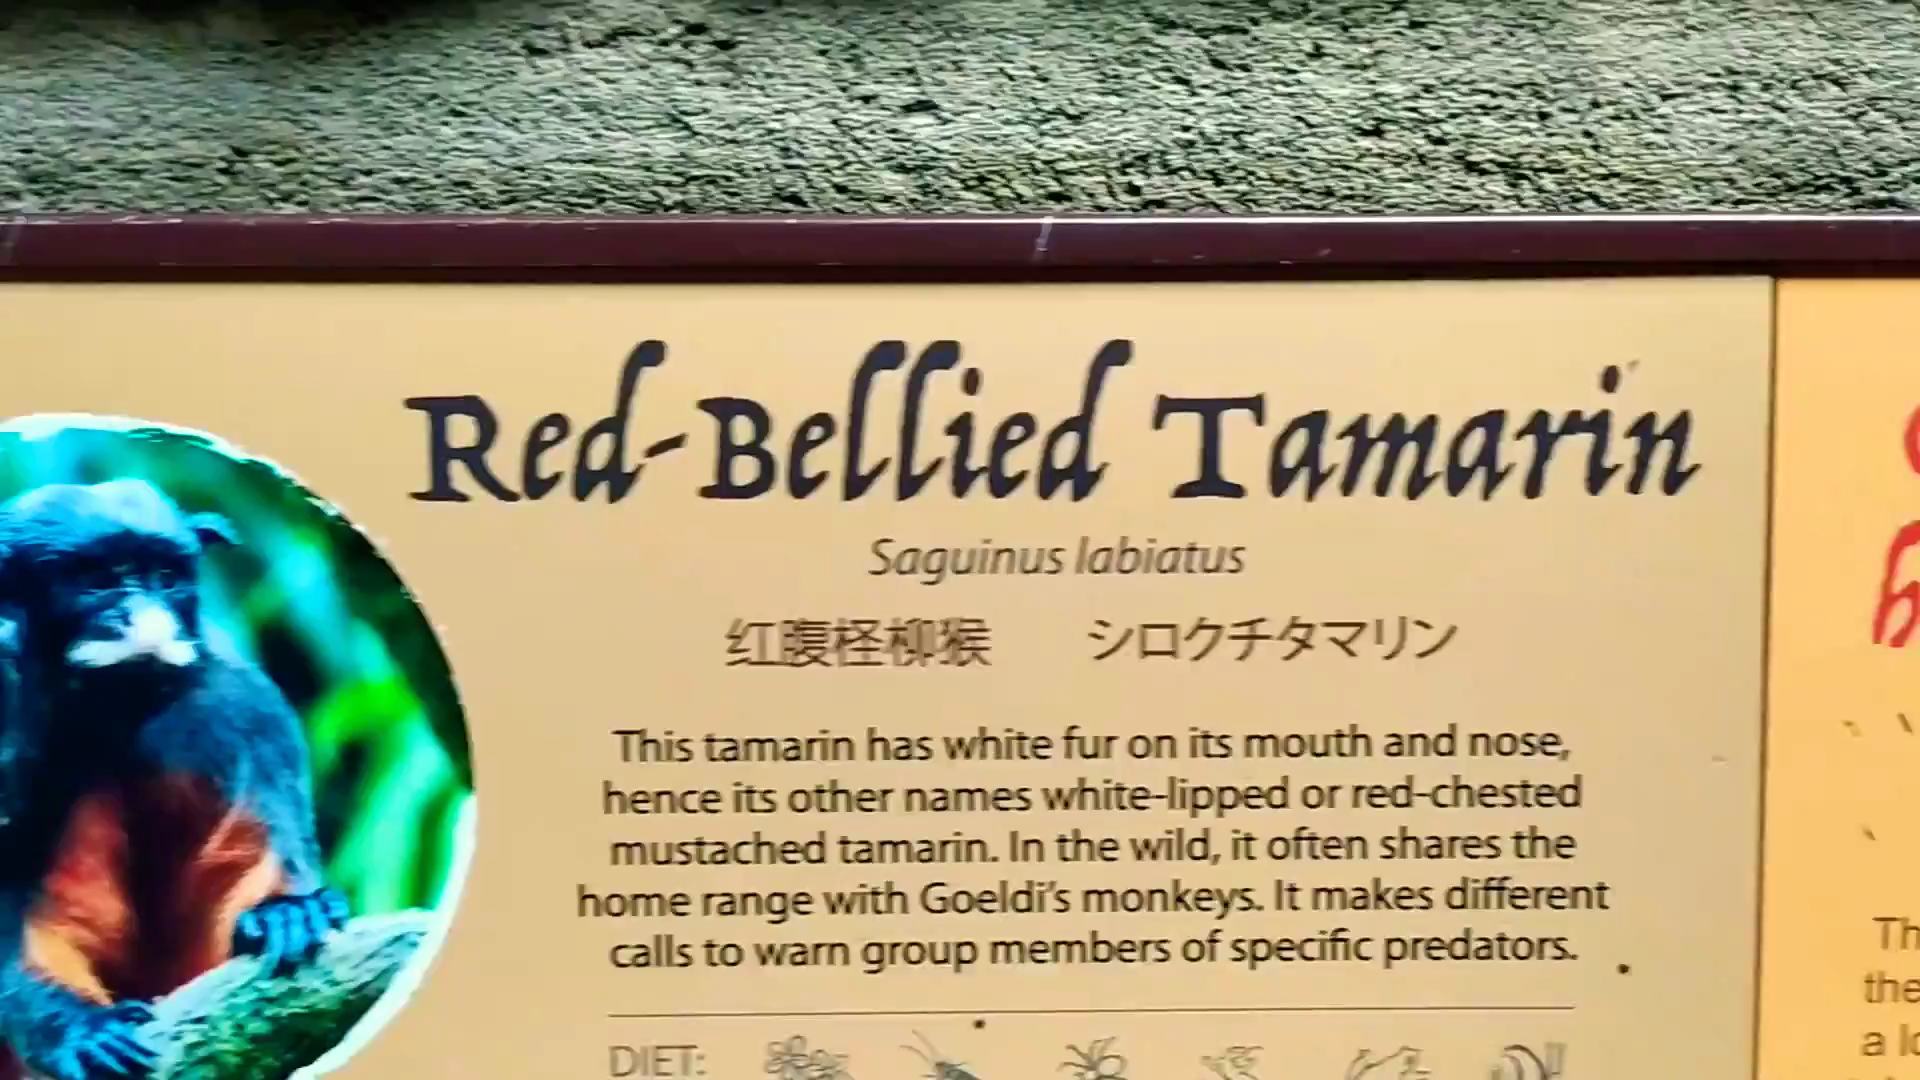 Red-Bellied Tamarin
Saguinus labiatus
红腹柽柳猴 シロクチタマリン
This tamarin has white fur on its mouth and nose,
hence its other names white-lipped or red-chested
mustached tamarin. In the wild, it often shares the
home range with Goeldi's monkeys. It makes different
calls to warn group members of specific predators.
DIET: